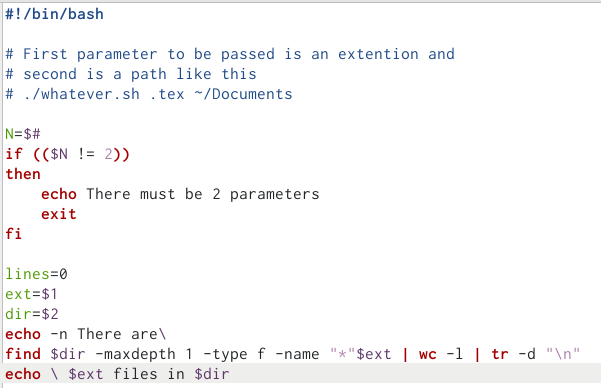 #!/bin/bash

# First parameter to be passed is an extention and
# second is a path like this
# ./whatever.sh .tex ~/Documents

N=$#
if (($N != 2))
then
    echo There must be 2 parameters
    exit
fi

lines=0
ext=$1
dir=$2
echo -n There are\
find $dir -maxdepth 1 -type f -name "*"$ext | wc -l | tr -d "\n"
echo \ $ext files in $dir